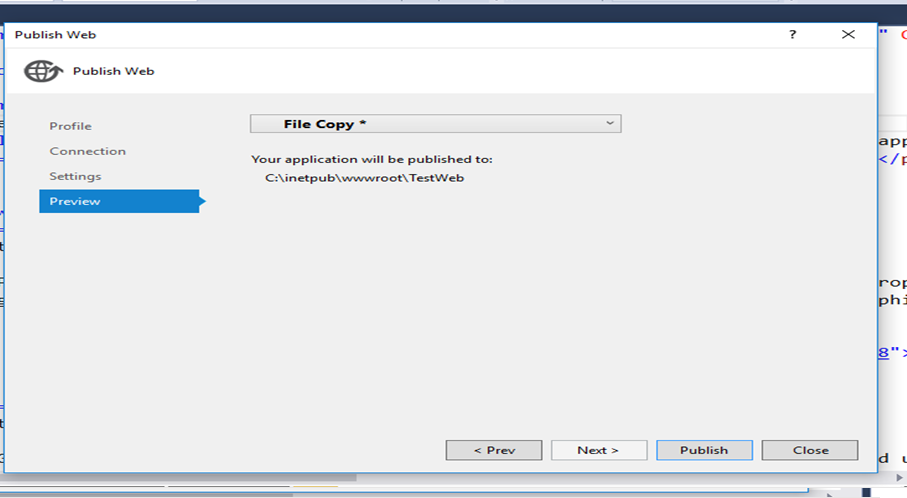 Publish Web
?
Publish Web
Profile
Connection
Settings
Preview
File Copy *
Your application will be published to:
C:\inetpub\wwwroot\TestWeb
< Prev
Next >
Publish
Close